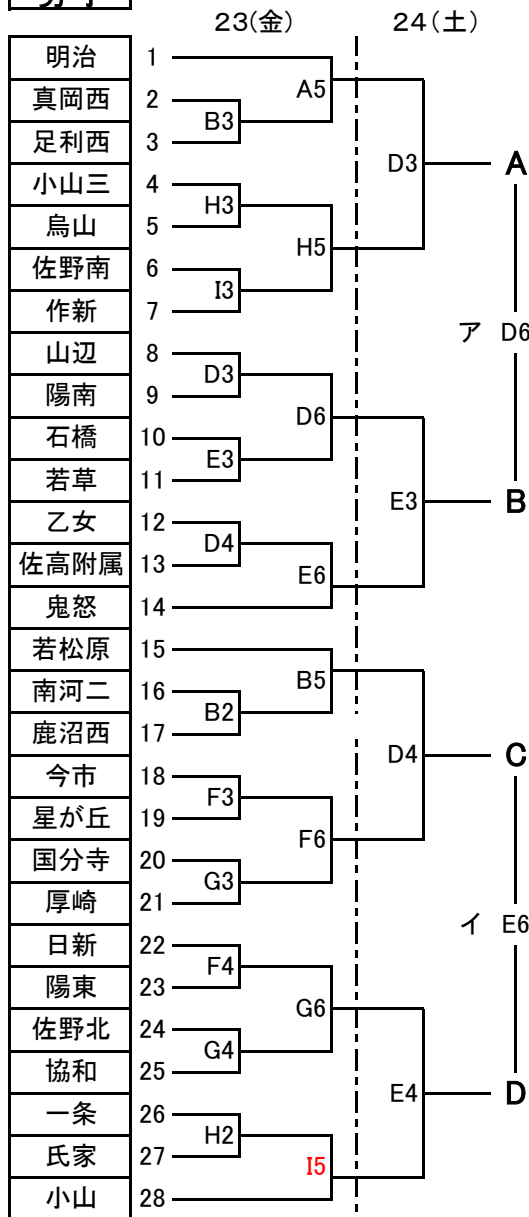 男子
23(金) 24(土)
明治 1
真岡西 2
足利西 3
小山三 4
烏山 5
佐野南 6
作新 7
山辺 8
陽南 9
石橋 10
若草 11
乙女 12
佐高附属 13
鬼怒 14
若松原 15
南河二 16
鹿沼西 17
今市 18
星が丘 19
国分寺 20
厚崎 21
日新 22
陽東 23
佐野北 24
協和 25
一条 26
氏家 27
小山 28
B3
H3
I3
D3
E3
D4
B2
F3
G3
F4
G4
H2
A5
H5
D6
E6
B5
F6
G6
I5
D3
E3
D4
E4
A
ア D6
B
C
イ E6
D